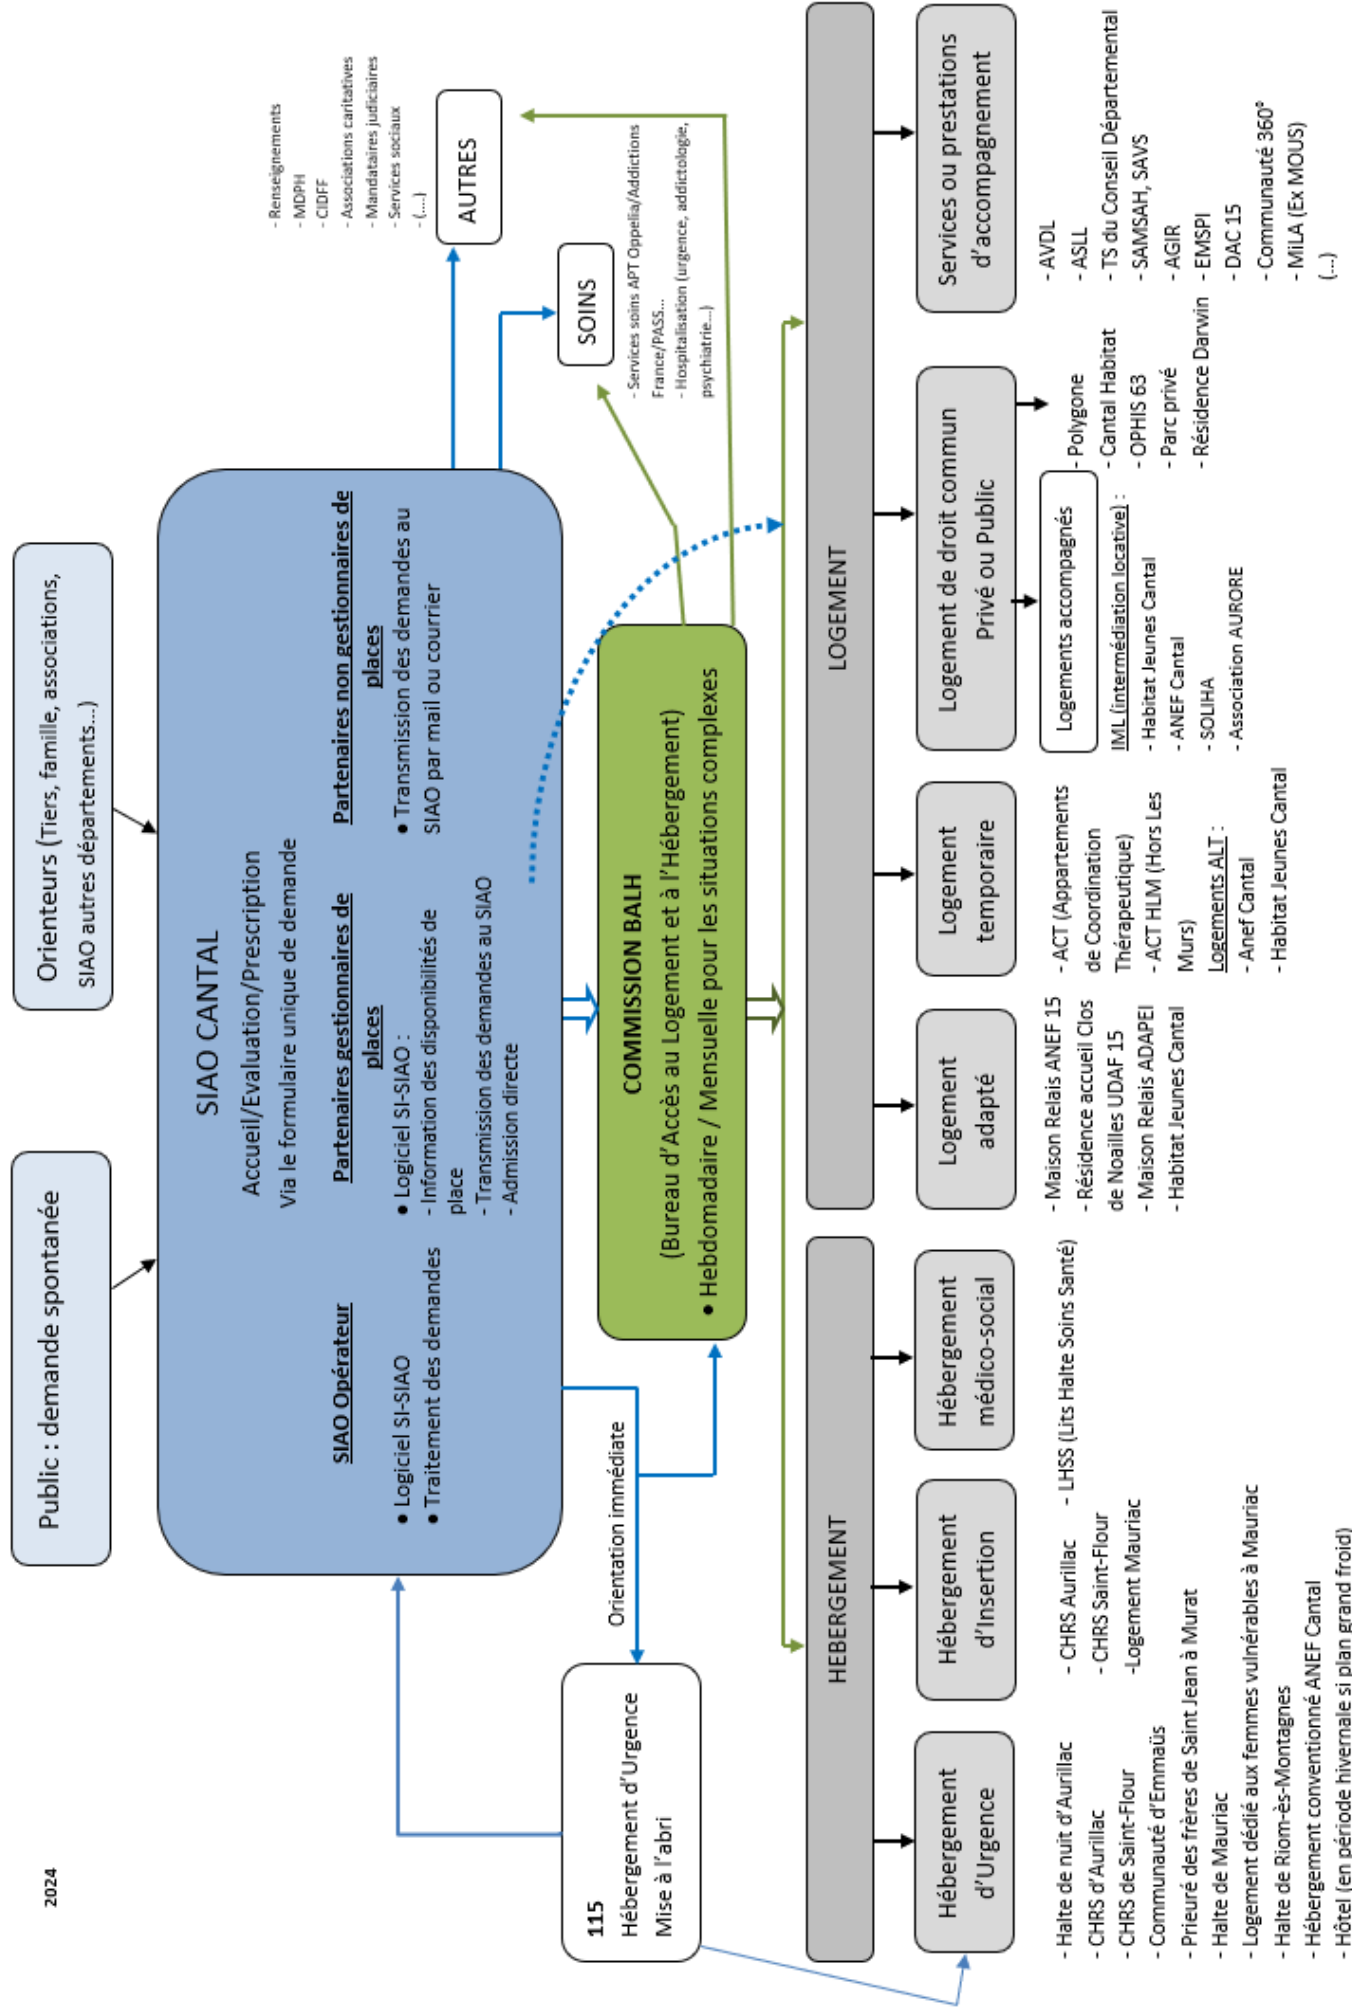 2024
Public : demande spontanée
Orienteurs (Tiers, famille, associations,
SIAO autres départements...)
SIAO CANTAL
Accueil/Evaluation/Prescription
Via le formulaire unique de demande
SIAO Opérateur
● Logiciel SI-SIAO
● Traitement des demandes
Partenaires gestionnaires de
places
● Logiciel SI-SIAO :
- Information des disponibilités de
place
- Transmission des demandes au SIAO
- Admission directe
Partenaires non gestionnaires de
places
● Transmission des demandes au
SIAO par mail ou courrier
- Renseignements
- MDPH
- CIDFF
- Associations caritatives
- Mandataires judiciaires
- Services sociaux
- (....)
AUTRES
SOINS
- Services soins APT Oppelia/Addictions
France/PASS...
- Hospitalisation (urgence, addictologie,
psychiatrie...)
115
Hébergement d'Urgence
Mise à l'abri
Orientation immédiate
COMMISSION BALH
(Bureau d'Accès au Logement et à l'Hébergement)
● Hebdomadaire / Mensuelle pour les situations complexes
HEBERGEMENT
LOGEMENT
Hébergement
d'Urgence
- Halte de nuit d'Aurillac
- CHRS d'Aurillac
- CHRS de Saint-Flour
- Communauté d'Emmaüs
- Prieuré des frères de Saint Jean à Murat
- Halte de Mauriac
- Logement dédié aux femmes vulnérables à Mauriac
- Halte de Riom-ès-Montagnes
- Hébergement conventionné ANEF Cantal
- Hôtel (en période hivernale si plan grand froid)
Hébergement
d'Insertion
- CHRS Aurillac
- CHRS Saint-Flour
-Logement Mauriac
Hébergement
médico-social
- LHSS (Lits Halte Soins Santé)
Logement
adapté
- Maison Relais ANEF 15
- Résidence accueil Clos
de Noailles UDAF 15
- Maison Relais ADAPEI
- Habitat Jeunes Cantal
Logement
temporaire
- ACT (Appartements
de Coordination
Thérapeutique)
- ACT HLM (Hors Les
Murs)
Logements ALT :
- Anef Cantal
- Habitat Jeunes Cantal
Logement de droit commun
Privé ou Public
Logements accompagnés
IML (intermédiation locative) :
- Habitat Jeunes Cantal
- ANEF Cantal
- SOLIHA
- Association AURORE
- Polygone
- Cantal Habitat
- OPHIS 63
- Parc privé
- Résidence Darwin
Services ou prestations
d'accompagnement
- AVDL
- ASLL
- TS du Conseil Départemental
- SAMSAH, SAVS
- AGIR
- EMSPI
- DAC 15
- Communauté 360°
- MiLA (Ex MOUS)
(...)